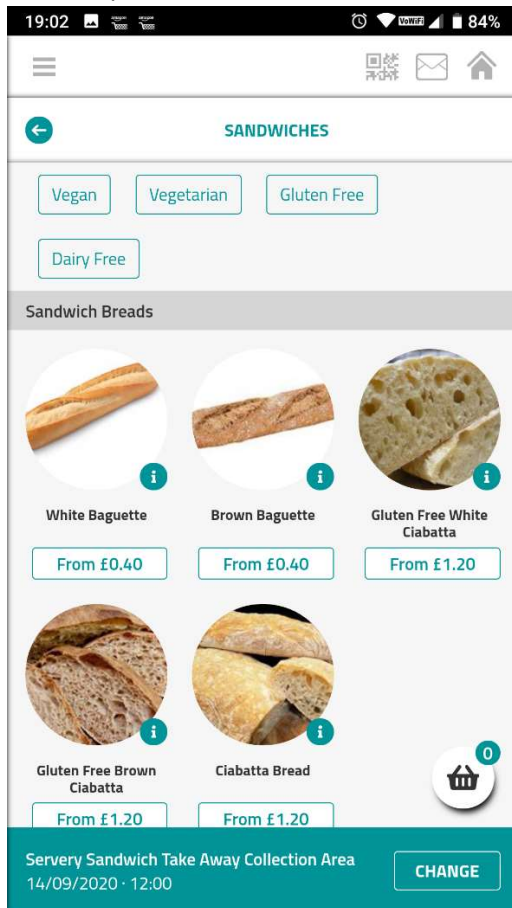 19:02 VoWiFi 84%
SANDWICHES
Vegan Vegetarian Gluten Free
Dairy Free
Sandwich Breads
White Baguette Brown Baguette Gluten Free White
Ciabatta
From £0.40 From £0.40 From £1.20
Gluten Free Brown Ciabatta Bread
Ciabatta
0
From £1.20 From £1.20
Servery Sandwich Take Away Collection Area
14/09/2020 · 12:00 CHANGE